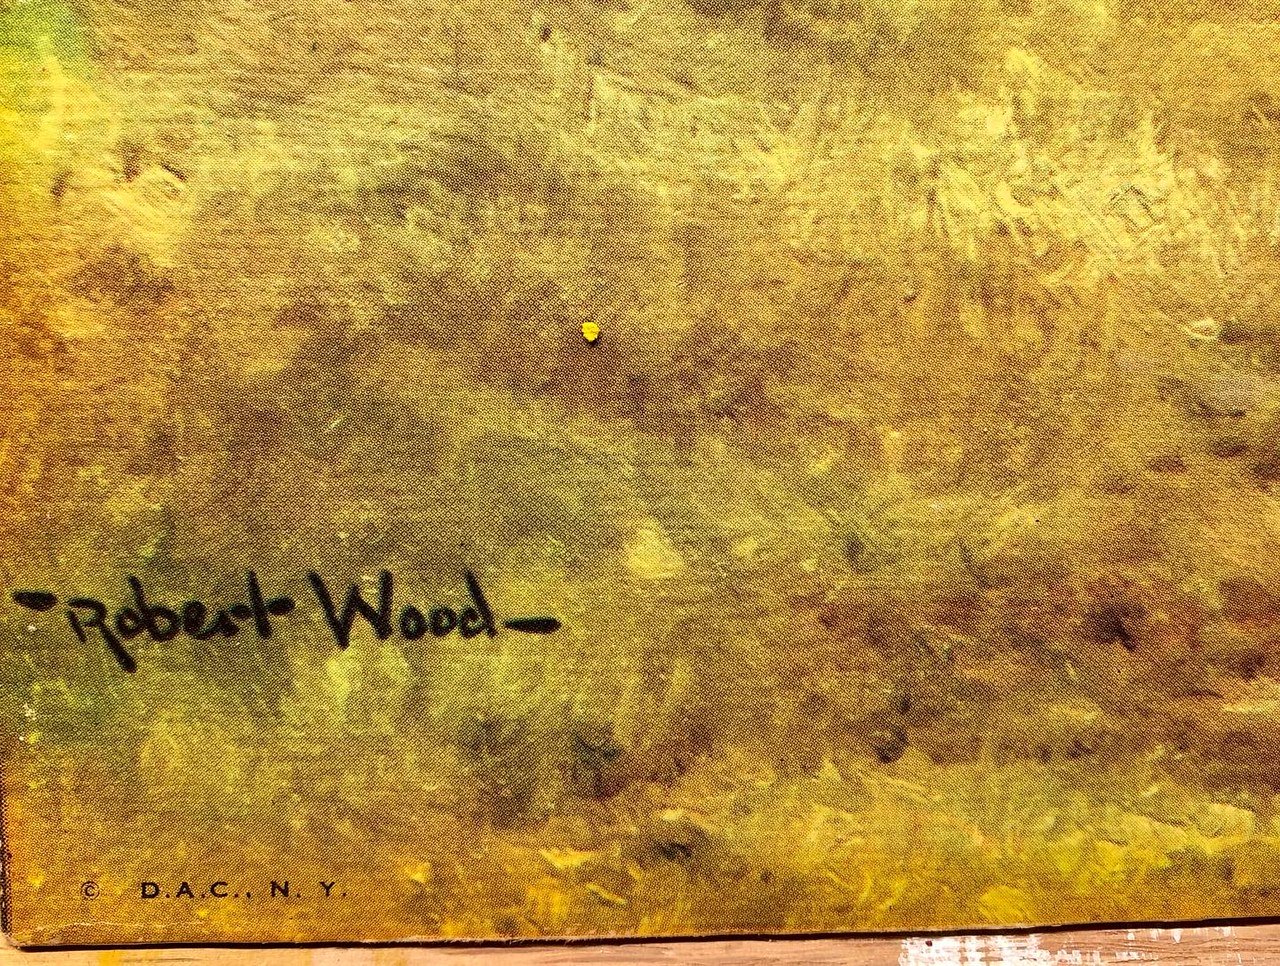 -Robert Wood-
© D.A.C., N. Y.